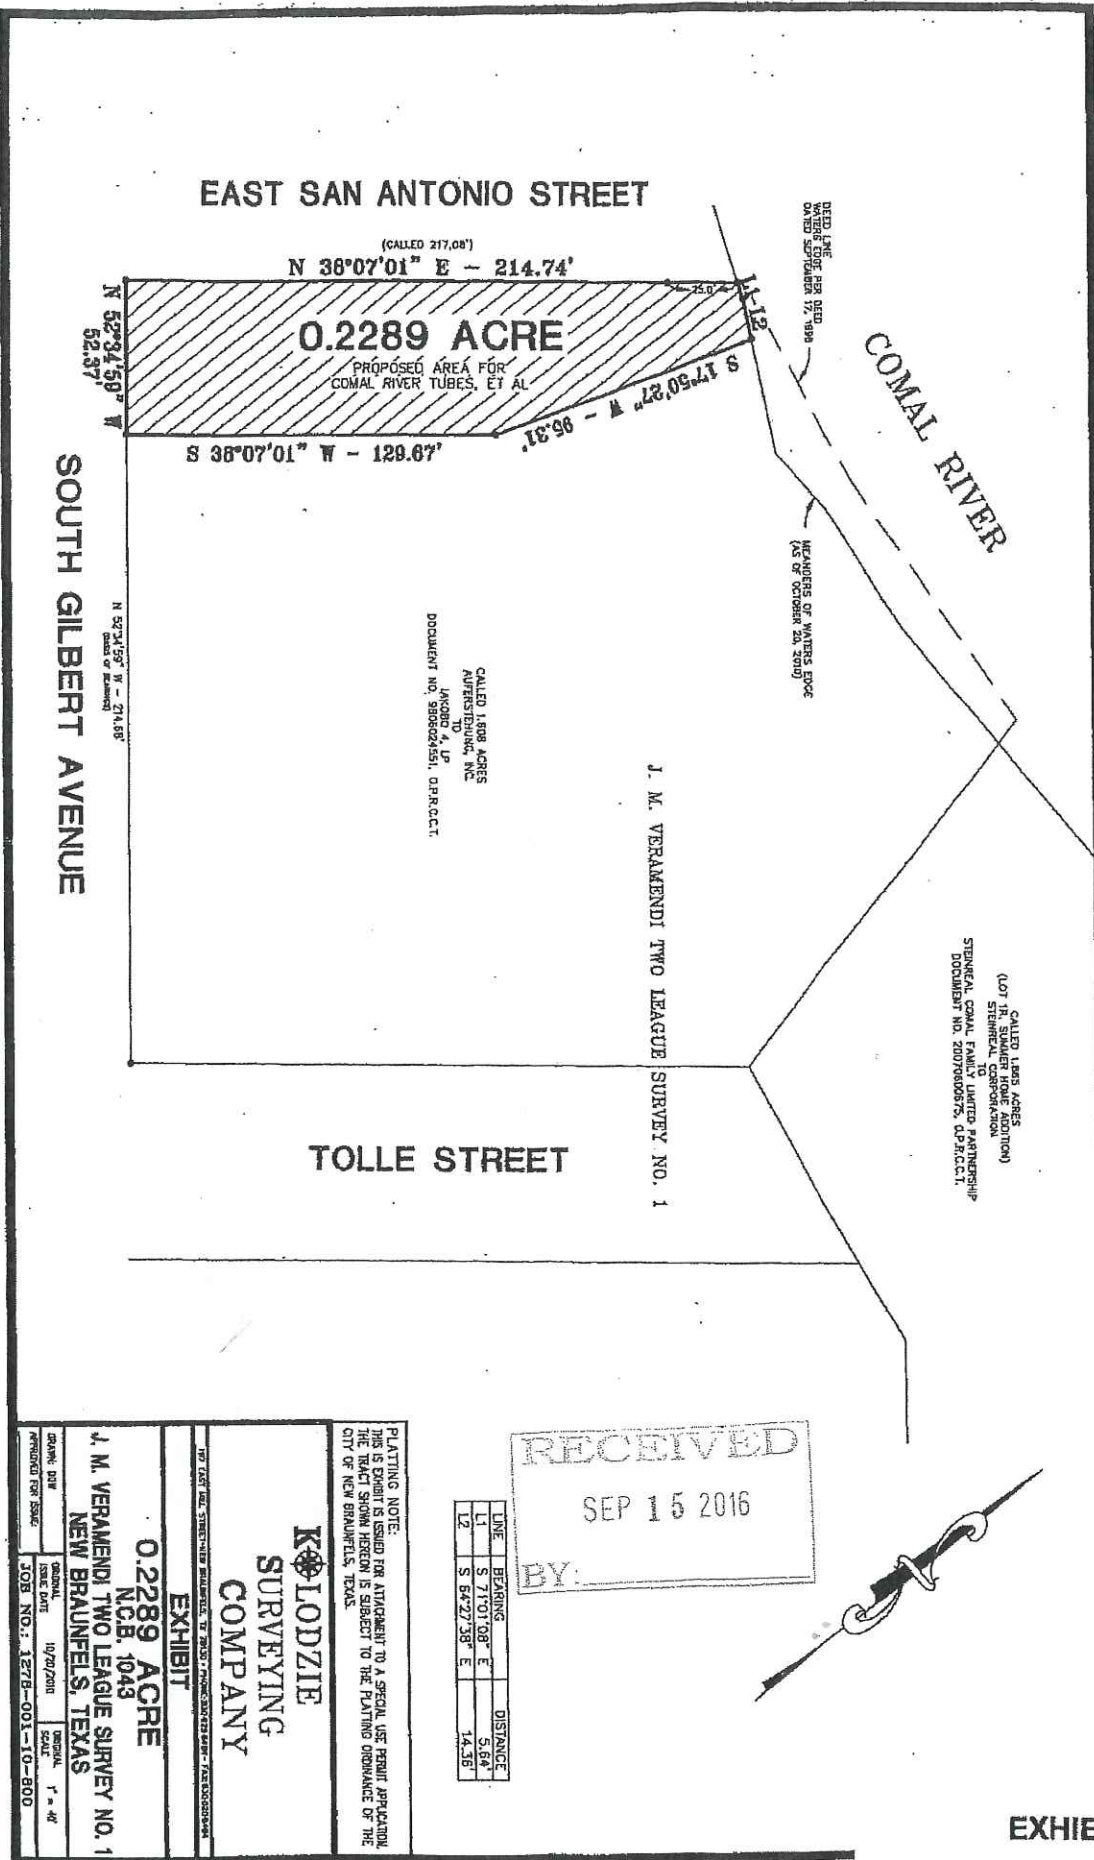 EAST SAN ANTONIO STREET
(CALLED 217.08')
N 38°07'01" E - 214.74'
25.0'
L1-L2
DEED LINE
WATERS EDGE PER DEED
DATED SEPTEMBER 17, 1998
COMAL RIVER
N 52°34'59" W
52.37'
0.2289 ACRE
PROPOSED AREA FOR
COMAL RIVER TUBES, ET AL
S 17°50'27" W - 95.31'
S 38°07'01" W - 129.67'
MEANDERS OF WATERS EDGE
(AS OF OCTOBER 20, 2010)
SOUTH GILBERT AVENUE
N 52°34'59" W - 214.68'
(BASIS OF BEARINGS)
CALLED 1.608 ACRES
AUFERSTEHUNG, INC.
TO
JAKOBO 4, LP
DOCUMENT NO. 9806024551, O.P.R.C.C.T.
J. M. VERAMENDI TWO LEAGUE SURVEY NO. 1
CALLED 1.865 ACRES
(LOT 1R, SUMMER HOME ADDITION)
STEINREAL CORPORATION
TO
STEINREAL COMAL FAMILY LIMITED PARTNERSHIP
DOCUMENT NO. 200706000675, O.P.R.C.C.T.
TOLLE STREET
RECEIVED
SEP 15 2016
BY:
LINE BEARING DISTANCE
L1 S 71°01'08" E 5.64'
L2 S 64°27'38" E 14.36'
PLATTING NOTE:
THIS IS EXHIBIT IS ISSUED FOR ATTACHMENT TO A SPECIAL USE PERMIT APPLICATION.
THE TRACT SHOWN HEREON IS SUBJECT TO THE PLATTING ORDINANCE OF THE
CITY OF NEW BRAUNFELS, TEXAS.
KOLODZIE
SURVEYING
COMPANY
EXHIBIT
0.2289 ACRE
N.C.B. 1043
J. M. VERAMENDI TWO LEAGUE SURVEY NO. 1
NEW BRAUNFELS, TEXAS
DRAWN: DDW
ORIGINAL
ISSUE DATE 10/20/2010
ORIGINAL
SCALE 1" = 40'
APPROVED FOR ISSUE:
JOB NO.: 1278-001-10-800
EXHIB